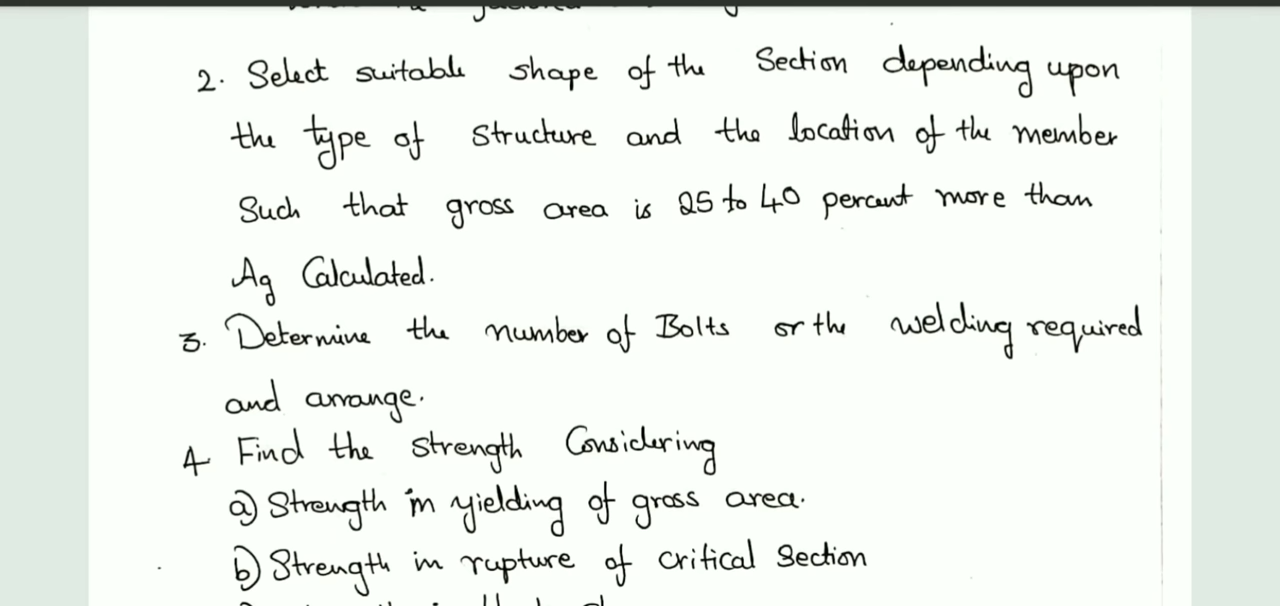 2. Select suitable shape of the Section depending upon
the type of Structure and the location of the member
Such that gross area is 25 to 40 percent more than
Ag Calculated.
3. Determine the number of Bolts or the welding required
and arrange.
4 Find the Strength Considering
a) Strength in yielding of gross area.
b) Strength in rupture of critical Section